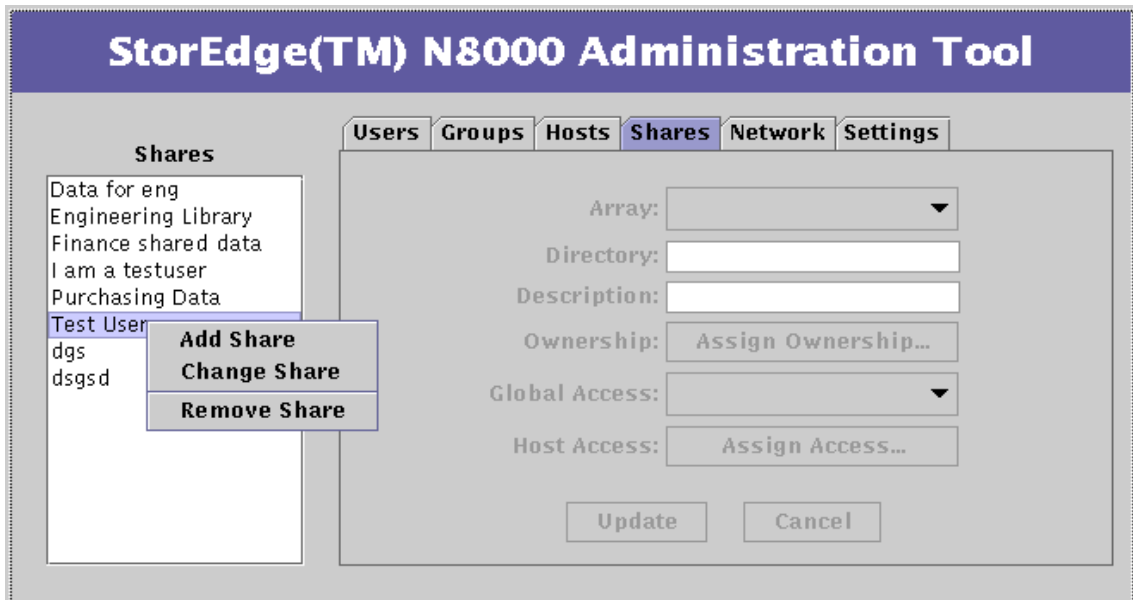 StorEdge(TM) N8000 Administration Tool
Users Groups Hosts Shares Network Settings
Shares
Data for eng
Engineering Library
Finance shared data
I am a testuser
Purchasing Data
Test User
dgs
dsgsd
Add Share
Change Share
Remove Share
Array:
Directory:
Description:
Ownership: Assign Ownership...
Global Access:
Host Access: Assign Access...
Update Cancel